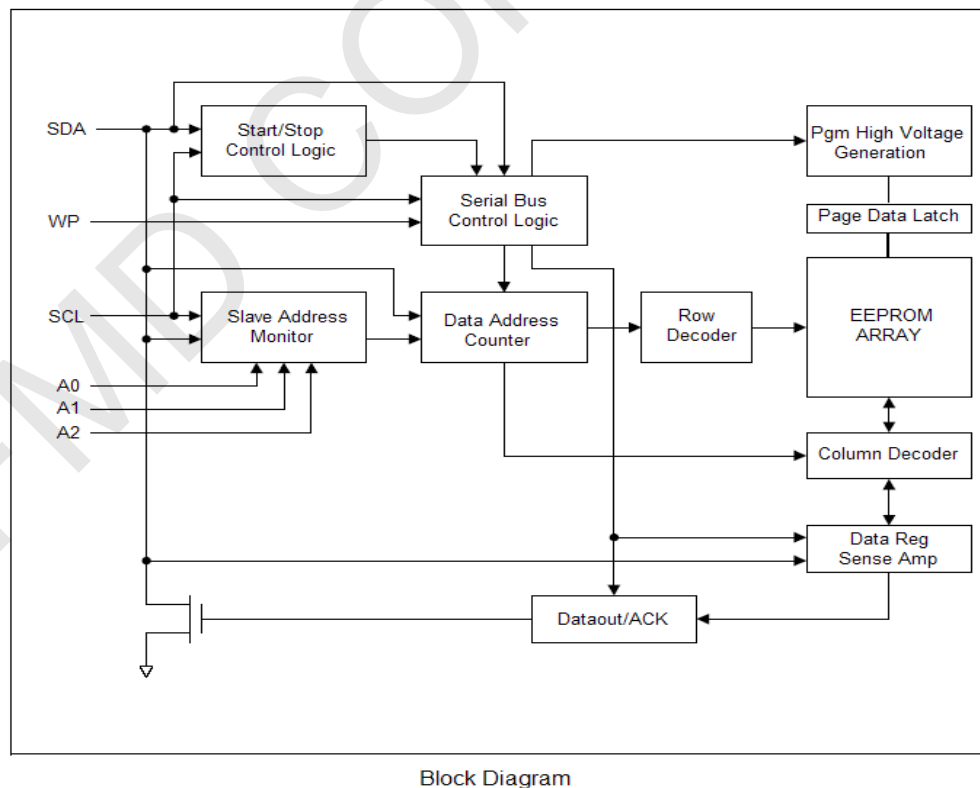 SDA
Start/Stop
Control Logic
Pgm High Voltage
Generation
WP
Serial Bus
Control Logic
Page Data Latch
SCL
Slave Address
Monitor
Data Address
Counter
Row
Decoder
EEPROM
ARRAY
A0
A1
A2
Column Decoder
Data Reg
Sense Amp
Dataout/ACK
Block Diagram